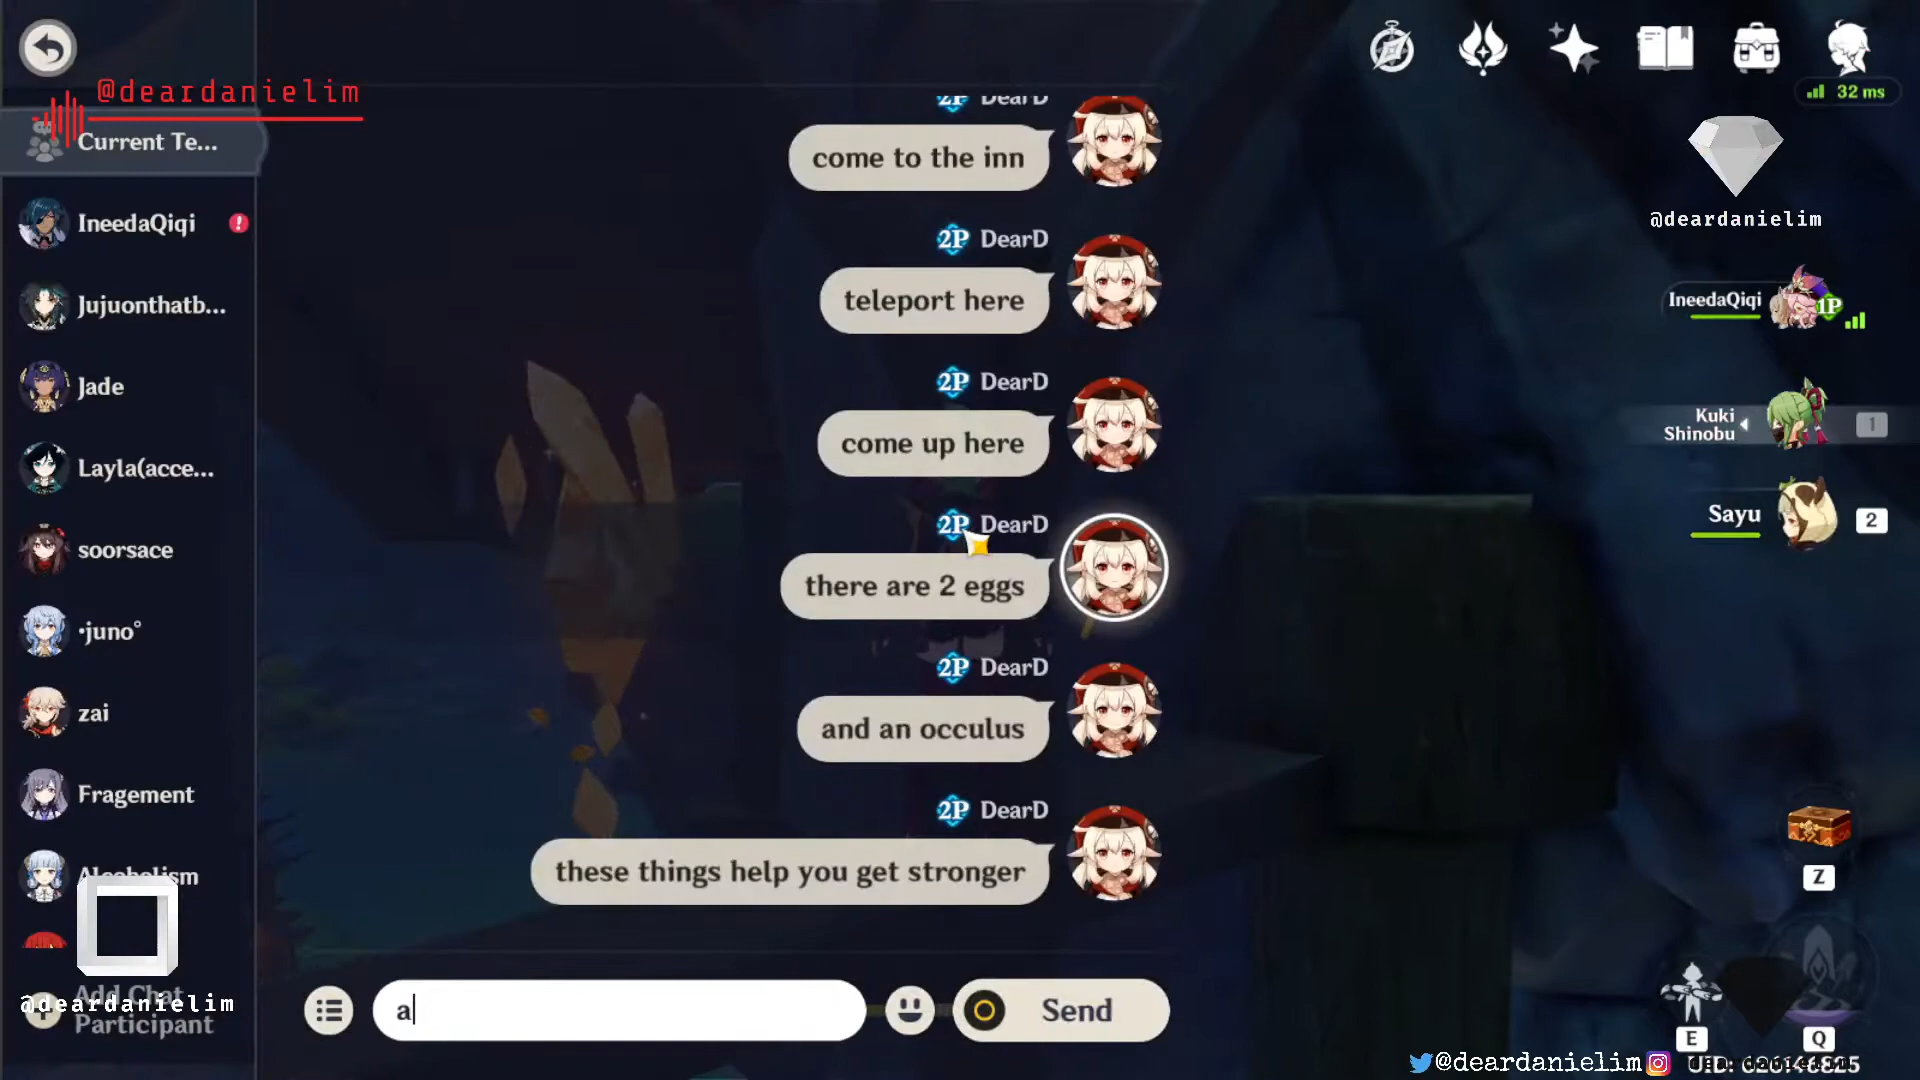 @deardanielim
Current Te...
IneedaQiqi
Jujuonthatb...
Jade
Layla(acce...
soorsace
•juno°
zai
Fragement
Alcoholism
Add Chat
Participant
@deardanielim
2P DearD
come to the inn
2P DearD
teleport here
2P DearD
come up here
2P DearD
there are 2 eggs
2P DearD
and an occulus
2P DearD
these things help you get stronger
a
Send
32 ms
@deardanielim
IneedaQiqi
1P
Kuki
Shinobu
1
Sayu
2
Z
E
Q
@deardanielim